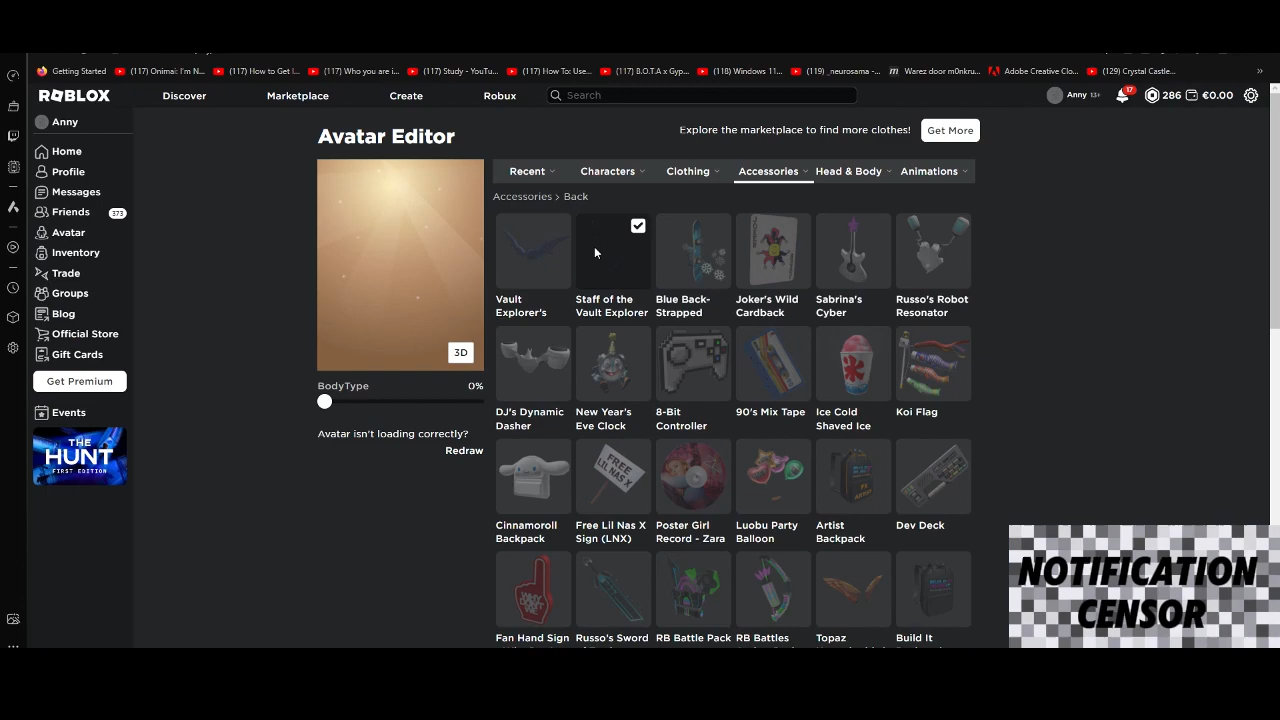 Getting Started (117) Onimai: I'm N... (117) How to Get I... (117) Who you are i... (117) Study - YouTu... (117) How To: Use... (117) B.O.T.A x Gyp... (118) Windows 11... (119) _neurosama -... Warez door m0nkru... Adobe Creative Clo... (129) Crystal Castle... »
ROBLOX Discover Marketplace Create Robux Search Anny 13+ 17 286 €0.00
Anny
Home
Profile
Messages
Friends 373
Avatar
Inventory
Trade
Groups
Blog
Official Store
Gift Cards
Get Premium
Events
THE
HUNT
FIRST EDITION
Avatar Editor
Explore the marketplace to find more clothes! Get More
3D
BodyType 0%
Avatar isn't loading correctly?
Redraw
Recent Characters Clothing Accessories Head & Body Animations
Accessories > Back
Vault
Explorer's
Staff of the
Vault Explorer
Blue Back-
Strapped
Joker's Wild
Cardback
Sabrina's
Cyber
Russo's Robot
Resonator
DJ's Dynamic
Dasher
New Year's
Eve Clock
8-Bit
Controller
90's Mix Tape
Ice Cold
Shaved Ice
Koi Flag
FREE
LIL NAS X
Cinnamoroll
Backpack
Free Lil Nas X
Sign (LNX)
Poster Girl
Record - Zara
Luobu Party
Balloon
Artist
Backpack
Dev Deck
Fan Hand Sign
Russo's Sword
RB Battle Pack
RB Battles
Topaz
Build It
NOTIFICATION
CENSOR